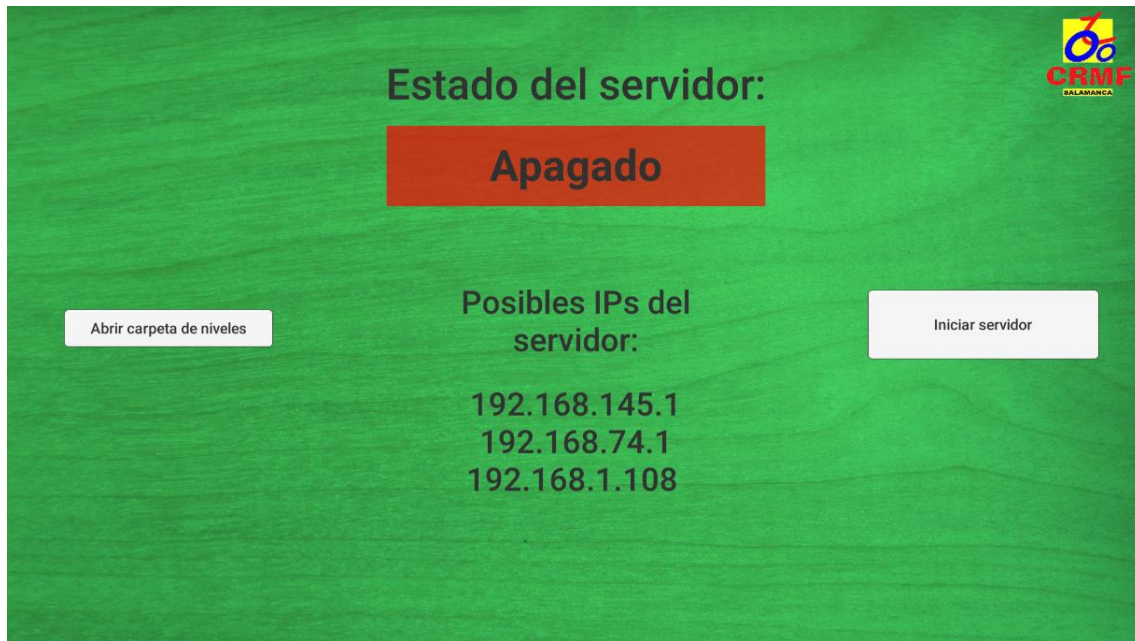 Estado del servidor:
CRMF
SALAMANCA
Apagado
Posibles IPs del
servidor:
Abrir carpeta de niveles
Iniciar servidor
192.168.145.1
192.168.74.1
192.168.1.108